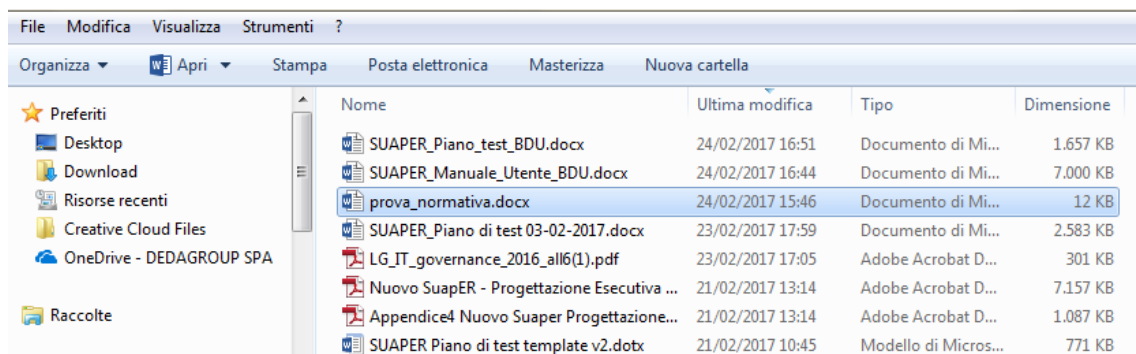 File Modifica Visualizza Strumenti ?
Organizza Apri Stampa Posta elettronica Masterizza Nuova cartella
Preferiti
Desktop
Download
Risorse recenti
Creative Cloud Files
OneDrive - DEDAGROUP SPA
Raccolte
Nome Ultima modifica Tipo Dimensione
SUAPER_Piano_test_BDU.docx 24/02/2017 16:51 Documento di Mi... 1.657 KB
SUAPER_Manuale_Utente_BDU.docx 24/02/2017 16:44 Documento di Mi... 7.000 KB
prova_normativa.docx 24/02/2017 15:46 Documento di Mi... 12 KB
SUAPER_Piano di test 03-02-2017.docx 23/02/2017 17:59 Documento di Mi... 2.583 KB
LG_IT_governance_2016_all6(1).pdf 23/02/2017 17:05 Adobe Acrobat D... 301 KB
Nuovo SuapER - Progettazione Esecutiva ... 21/02/2017 13:14 Adobe Acrobat D... 7.157 KB
Appendice4 Nuovo Suaper Progettazione... 21/02/2017 13:14 Adobe Acrobat D... 1.087 KB
SUAPER Piano di test template v2.dotx 21/02/2017 10:45 Modello di Micros... 771 KB